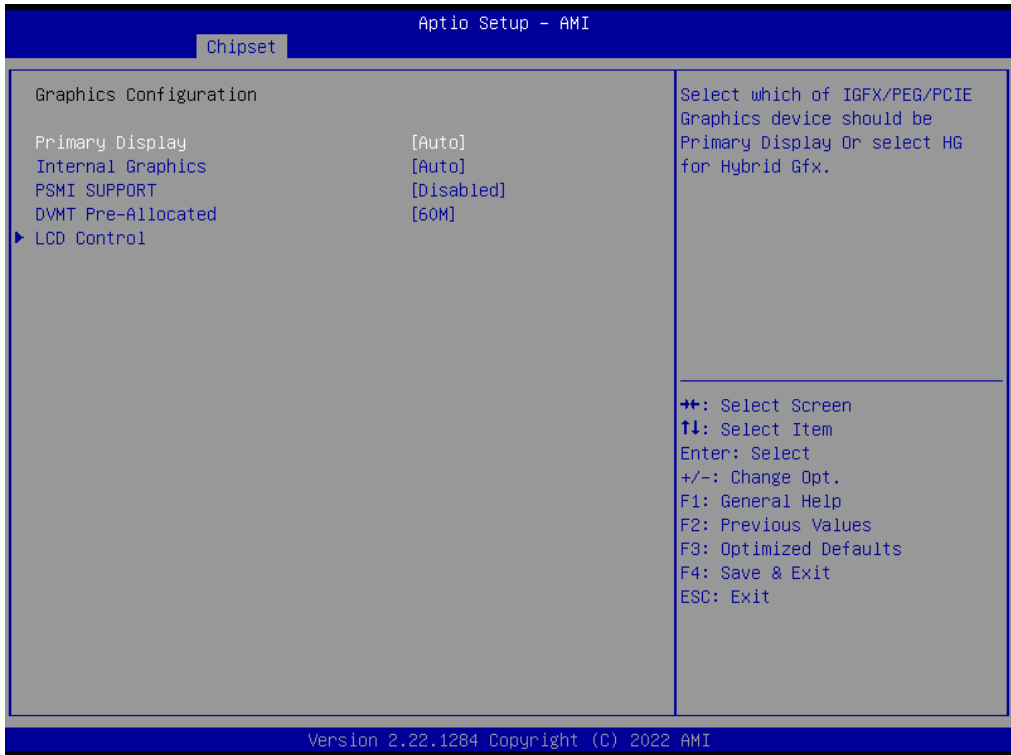 Aptio Setup – AMI
Chipset
Graphics Configuration
Primary Display [Auto]
Internal Graphics [Auto]
PSMI SUPPORT [Disabled]
DVMT Pre-Allocated [60M]
▶ LCD Control
Select which of IGFX/PEG/PCIE
Graphics device should be
Primary Display Or select HG
for Hybrid Gfx.
→←: Select Screen
↑↓: Select Item
Enter: Select
+/-: Change Opt.
F1: General Help
F2: Previous Values
F3: Optimized Defaults
F4: Save & Exit
ESC: Exit
Version 2.22.1284 Copyright (C) 2022 AMI